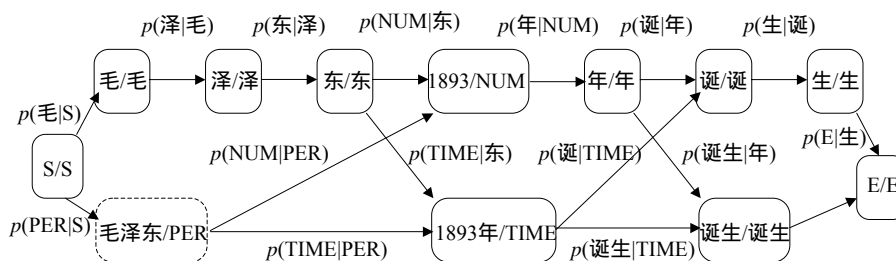 p(泽|毛) p(东|泽) p(NUM|东) p(年|NUM) p(诞|年) p(生|诞)
毛/毛 泽/泽 东/东 1893/NUM 年/年 诞/诞 生/生
p(毛|S) p(E|生)
S/S p(NUM|PER) p(TIME|东) p(诞|TIME) p(诞生|年) E/E
p(PER|S) 毛泽东/PER 1893年/TIME 诞生/诞生
p(TIME|PER) p(诞生|TIME)